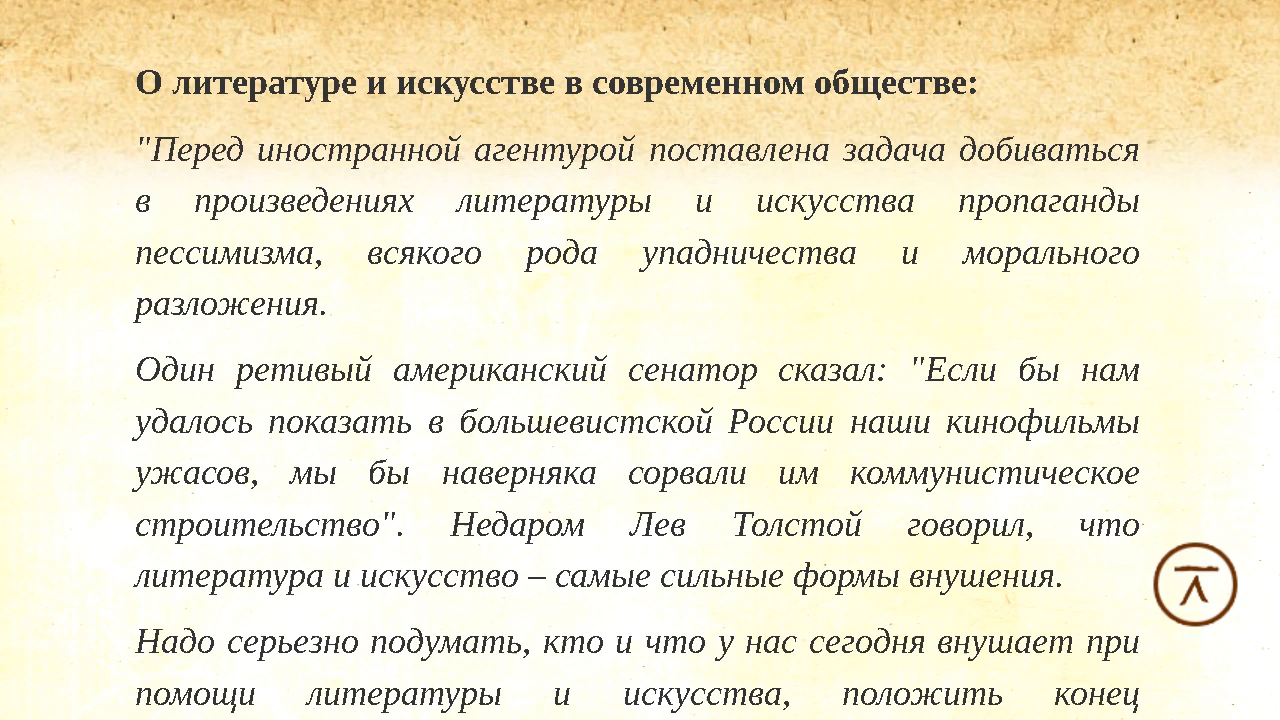 О литературе и искусстве в современном обществе:
"Перед иностранной агентурой поставлена задача добиваться
в произведениях литературы и искусства пропаганды
пессимизма, всякого рода упадничества и морального
разложения.
Один ретивый американский сенатор сказал: "Если бы нам
удалось показать в большевистской России наши кинофильмы
ужасов, мы бы наверняка сорвали им коммунистическое
строительство". Недаром Лев Толстой говорил, что
литература и искусство – самые сильные формы внушения.
Надо серьезно подумать, кто и что у нас сегодня внушает при
помощи литературы и искусства, положить конец